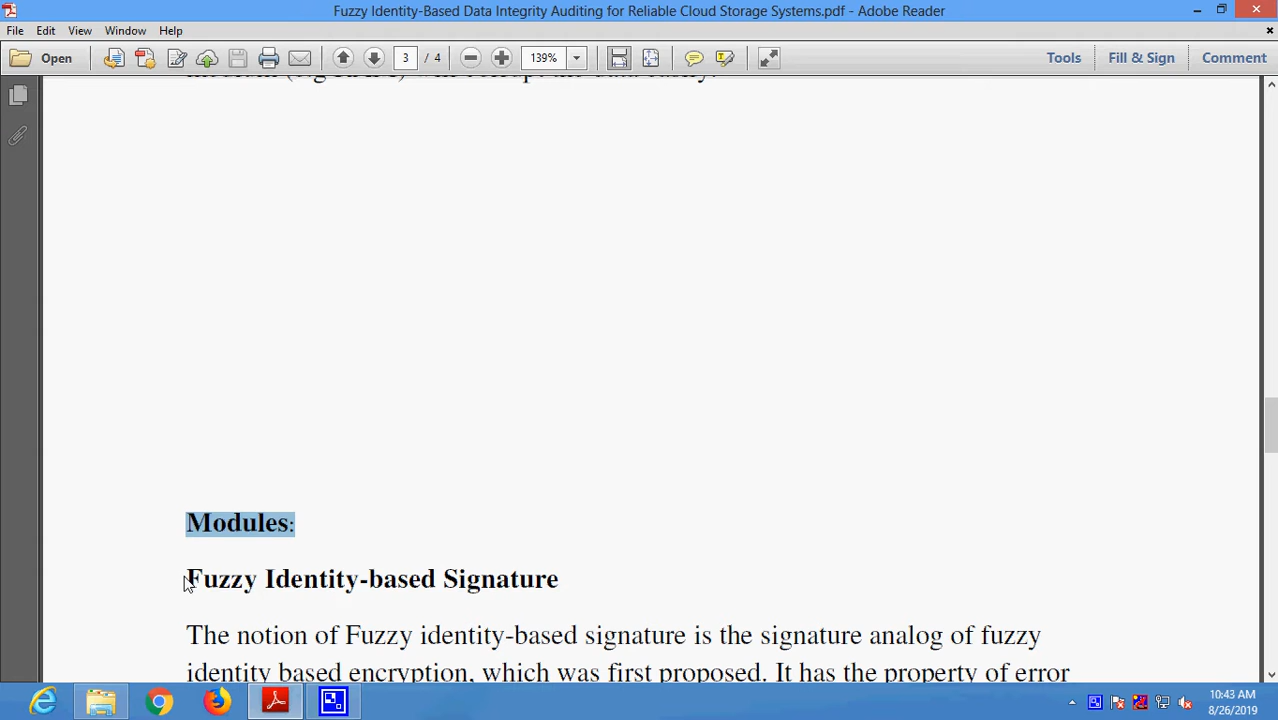 Fuzzy Identity-Based Data Integrity Auditing for Reliable Cloud Storage Systems.pdf - Adobe Reader
File Edit View Window Help
Open 3 / 4 139% Tools Fill & Sign Comment
Modules:
Fuzzy Identity-based Signature
The notion of Fuzzy identity-based signature is the signature analog of fuzzy
identity based encryption, which was first proposed. It has the property of error
10:43 AM
8/26/2019